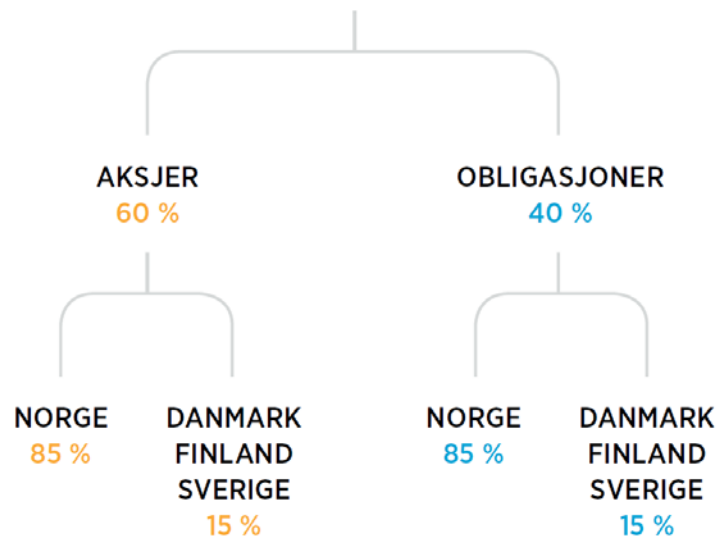 AKSJER
60 %
OBLIGASJONER
40 %
NORGE
85 %
DANMARK
FINLAND
SVERIGE
15 %
NORGE
85 %
DANMARK
FINLAND
SVERIGE
15 %